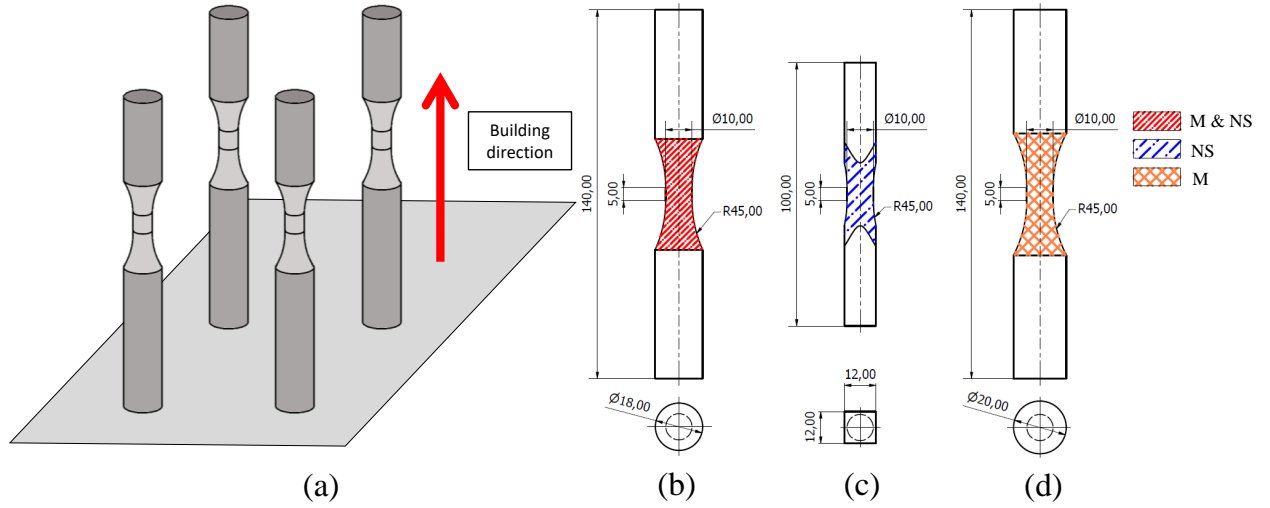 Building
direction
(a)
140,00
5,00
Ø10,00
R45,00
Ø18,00
(b)
100,00
5,00
Ø10,00
R45,00
12,00
12,00
(c)
140,00
5,00
Ø10,00
R45,00
Ø20,00
(d)
M & NS
NS
M